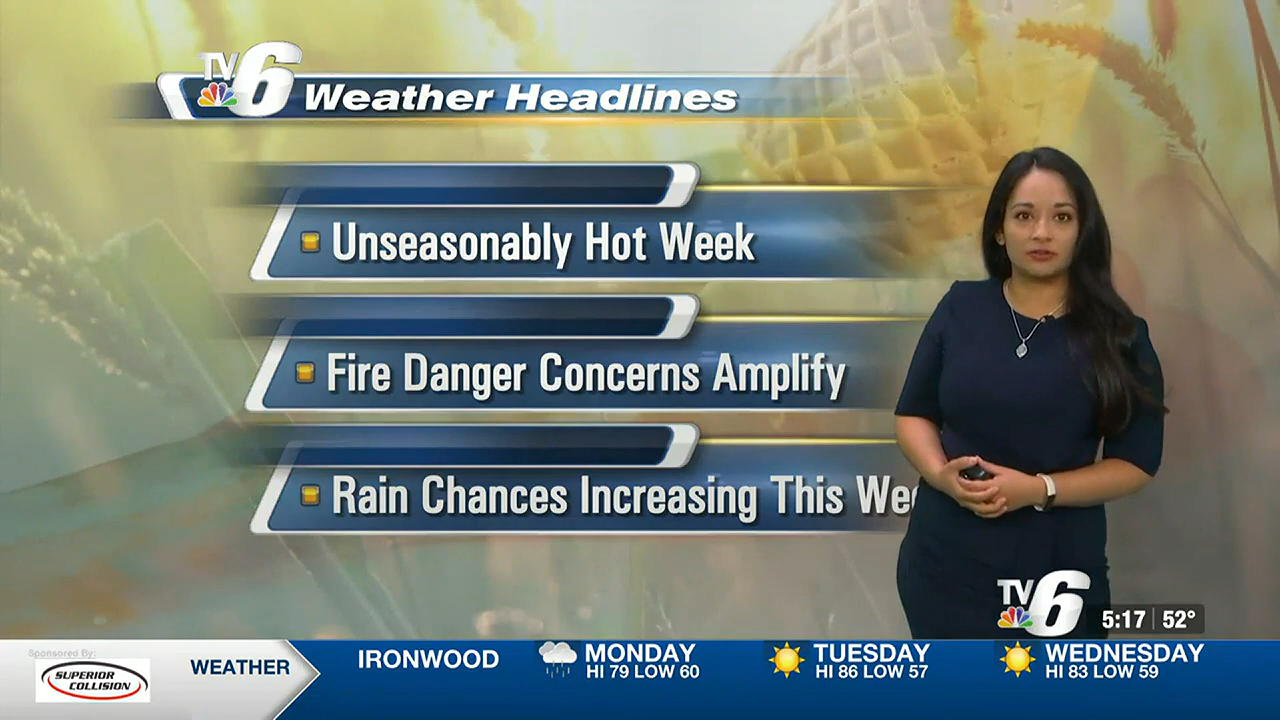 TV6 Weather Headlines
Unseasonably Hot Week
Fire Danger Concerns Amplify
Rain Chances Increasing This Wee
TV6
5:17 52°
Sponsored By:
SUPERIOR
COLLISION
WEATHER
IRONWOOD
MONDAY
HI 79 LOW 60
TUESDAY
HI 86 LOW 57
WEDNESDAY
HI 83 LOW 59